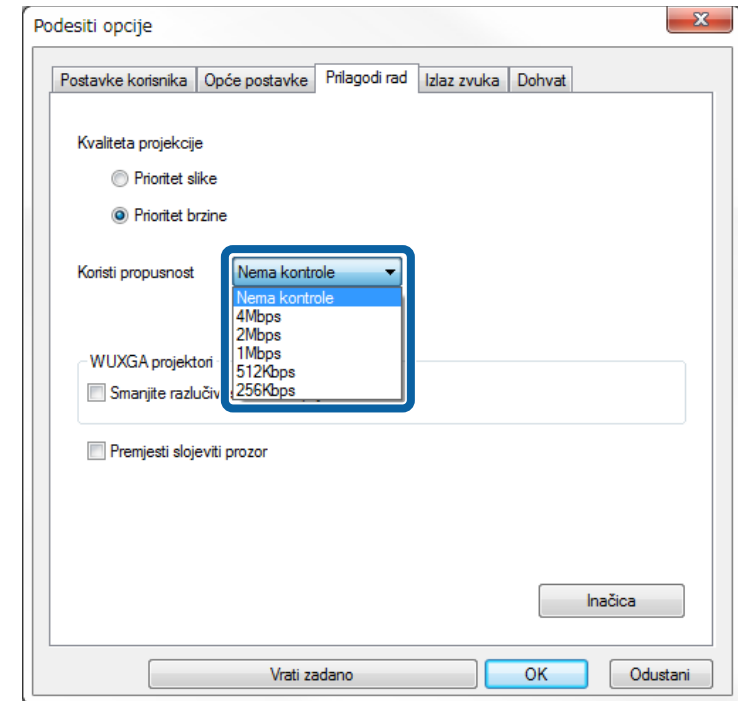 Podesiti opcije
Postavke korisnika Opće postavke Prilagodi rad Izlaz zvuka Dohvat
Kvaliteta projekcije
Prioritet slike
Prioritet brzine
Koristi propusnost Nema kontrole
Nema kontrole
4Mbps
2Mbps
1Mbps
512Kbps
256Kbps
WUXGA projektori
Smanjite
Premjesti slojeviti prozor
Inačica
Vrati zadano OK Odustani